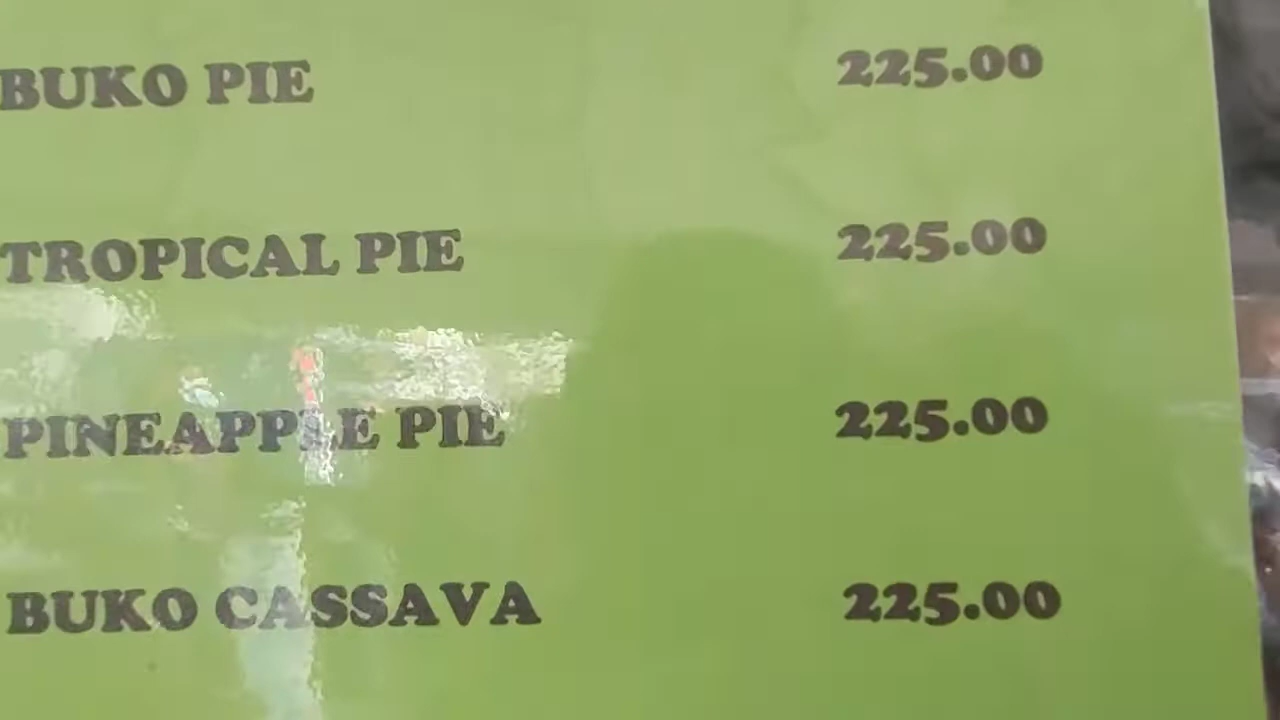 BUKO PIE 225.00
TROPICAL PIE 225.00
PINEAPPLE PIE 225.00
BUKO CASSAVA 225.00